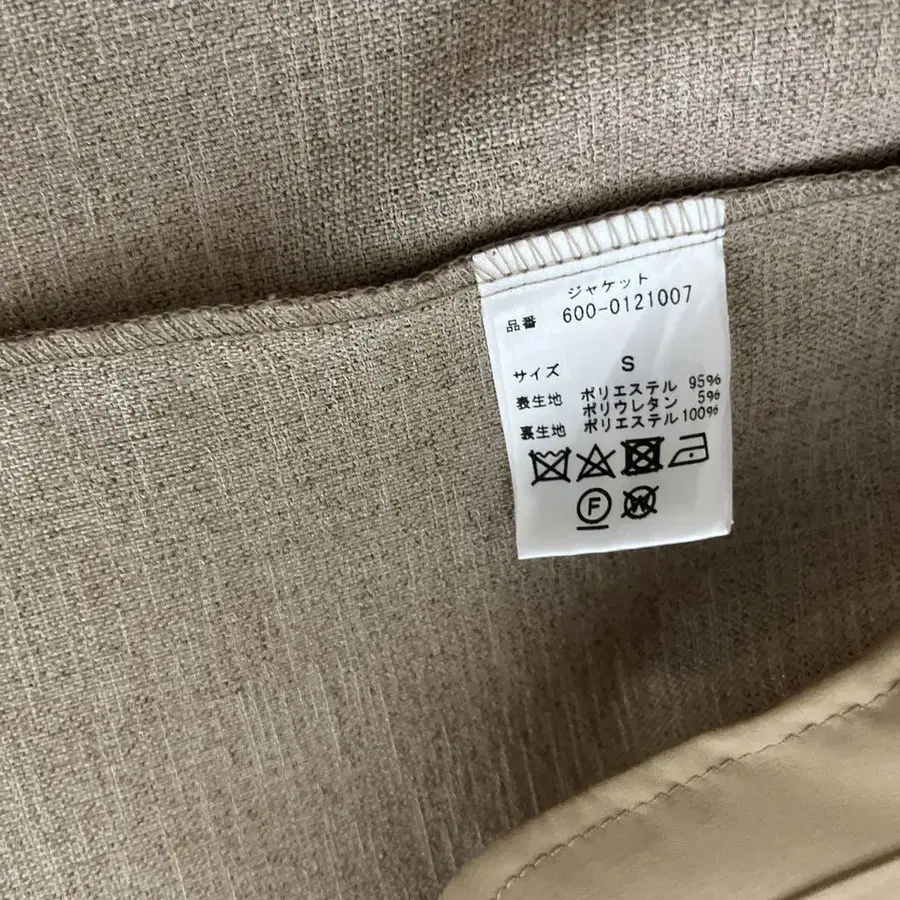 ジャケット
品番 600-0121007
サイズ S
表生地 ポリエステル 95%
ポリウレタン 5%
裏生地 ポリエステル 100%
F W